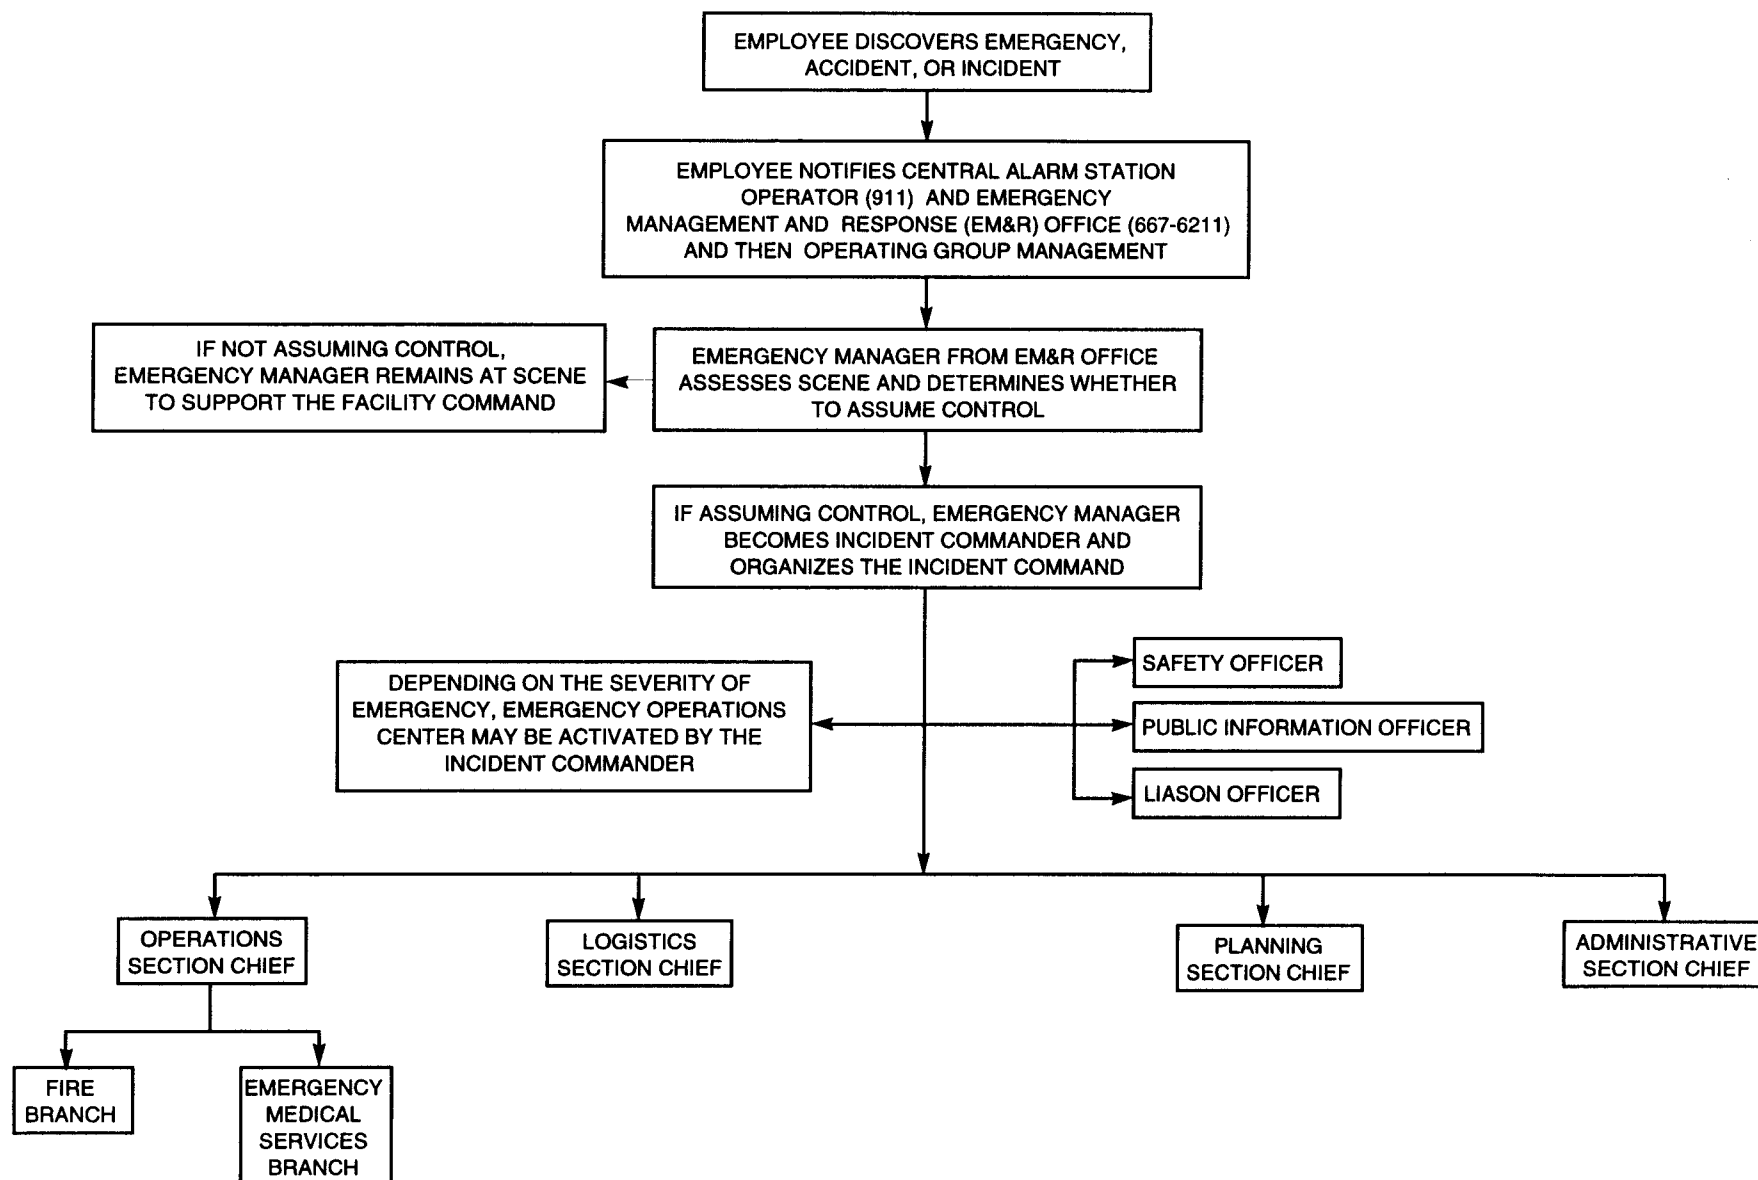 EMPLOYEE DISCOVERS EMERGENCY,
ACCIDENT, OR INCIDENT
EMPLOYEE NOTIFIES CENTRAL ALARM STATION
OPERATOR (911) AND EMERGENCY
MANAGEMENT AND RESPONSE (EM&R) OFFICE (667-6211)
AND THEN OPERATING GROUP MANAGEMENT
IF NOT ASSUMING CONTROL,
EMERGENCY MANAGER REMAINS AT SCENE
TO SUPPORT THE FACILITY COMMAND
EMERGENCY MANAGER FROM EM&R OFFICE
ASSESSES SCENE AND DETERMINES WHETHER
TO ASSUME CONTROL
IF ASSUMING CONTROL, EMERGENCY MANAGER
BECOMES INCIDENT COMMANDER AND
ORGANIZES THE INCIDENT COMMAND
DEPENDING ON THE SEVERITY OF
EMERGENCY, EMERGENCY OPERATIONS
CENTER MAY BE ACTIVATED BY THE
INCIDENT COMMANDER
SAFETY OFFICER
PUBLIC INFORMATION OFFICER
LIASON OFFICER
OPERATIONS
SECTION CHIEF
LOGISTICS
SECTION CHIEF
PLANNING
SECTION CHIEF
ADMINISTRATIVE
SECTION CHIEF
FIRE
BRANCH
EMERGENCY
MEDICAL
SERVICES
BRANCH